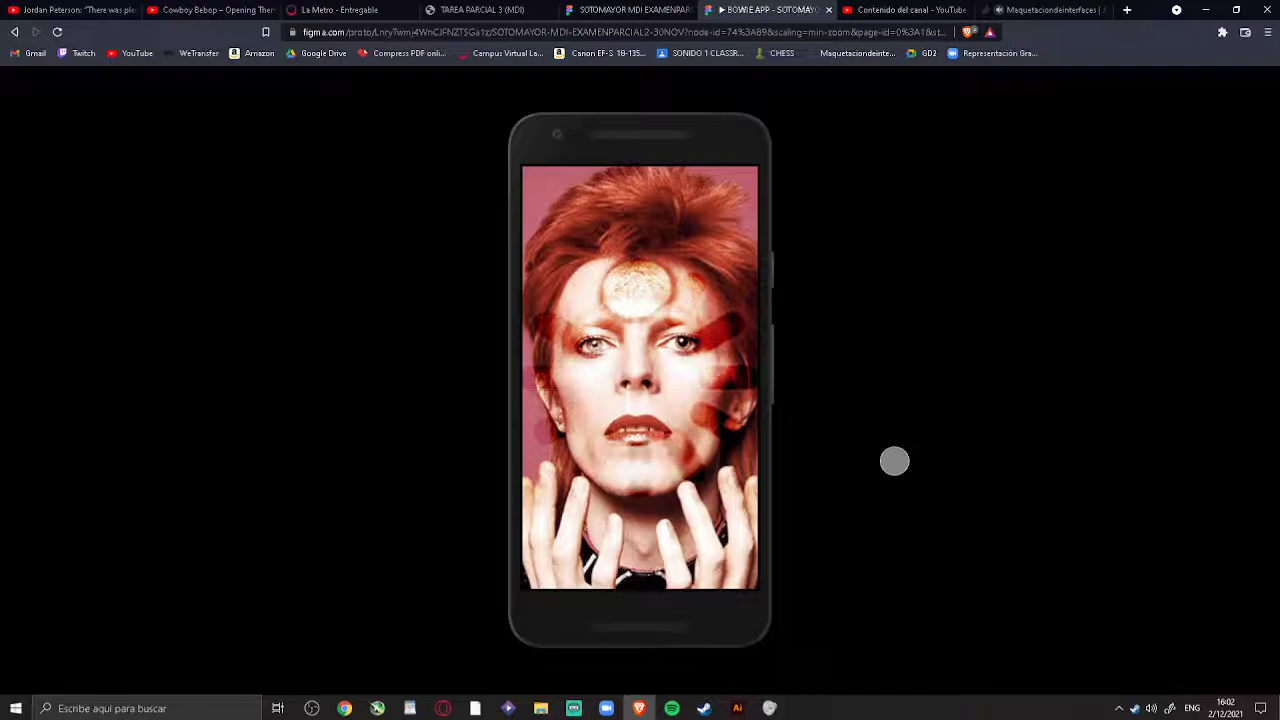 Jordan Peterson: "There was ple
Cowboy Bebop – Opening Ther
La Metro - Entregable
TAREA PARCIAL 3 (MDI)
SOTOMAYOR MDI EXAMENPARC
▶ BOWIE APP - SOTOMAYO
Contenido del canal - YouTube
Maquetaciondeinterfaces |
figma.com
Gmail
Twitch
YouTube
WeTransfer
Amazon
Google Drive
Compress PDF onli...
Campus Virtual La...
Canon EF-S 18-135...
SONIDO 1 CLASSR...
CHESS
Maquetaciondeinte...
GD2
Representación Gra...
Escribe aquí para buscar
ENG
16:02
2/12/2021